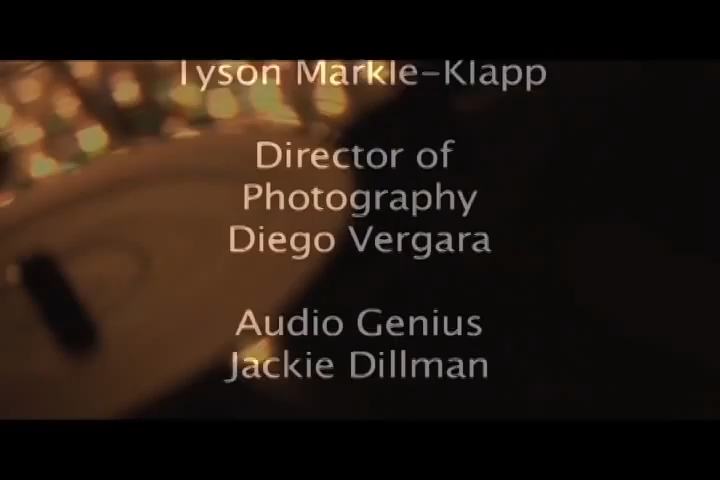 Tyson Markle-Klapp
Director of
Photography
Diego Vergara
Audio Genius
Jackie Dillman